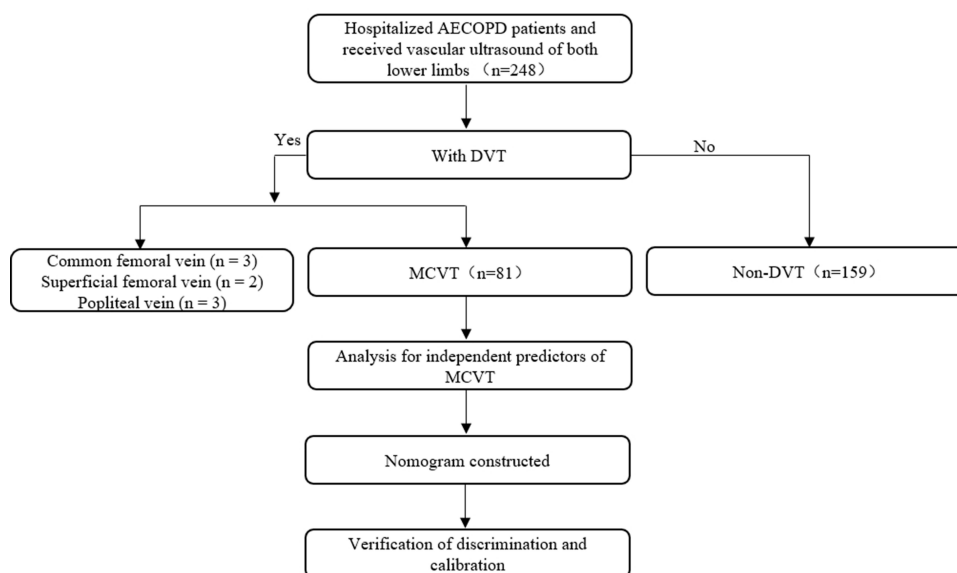 Hospitalized AECOPD patients and
received vascular ultrasound of both
lower limbs （n=248）
Yes
With DVT
No
Common femoral vein (n = 3)
Superficial femoral vein (n = 2)
Popliteal vein (n = 3)
MCVT（n=81）
Non-DVT（n=159）
Analysis for independent predictors of
MCVT
Nomogram constructed
Verification of discrimination and
calibration